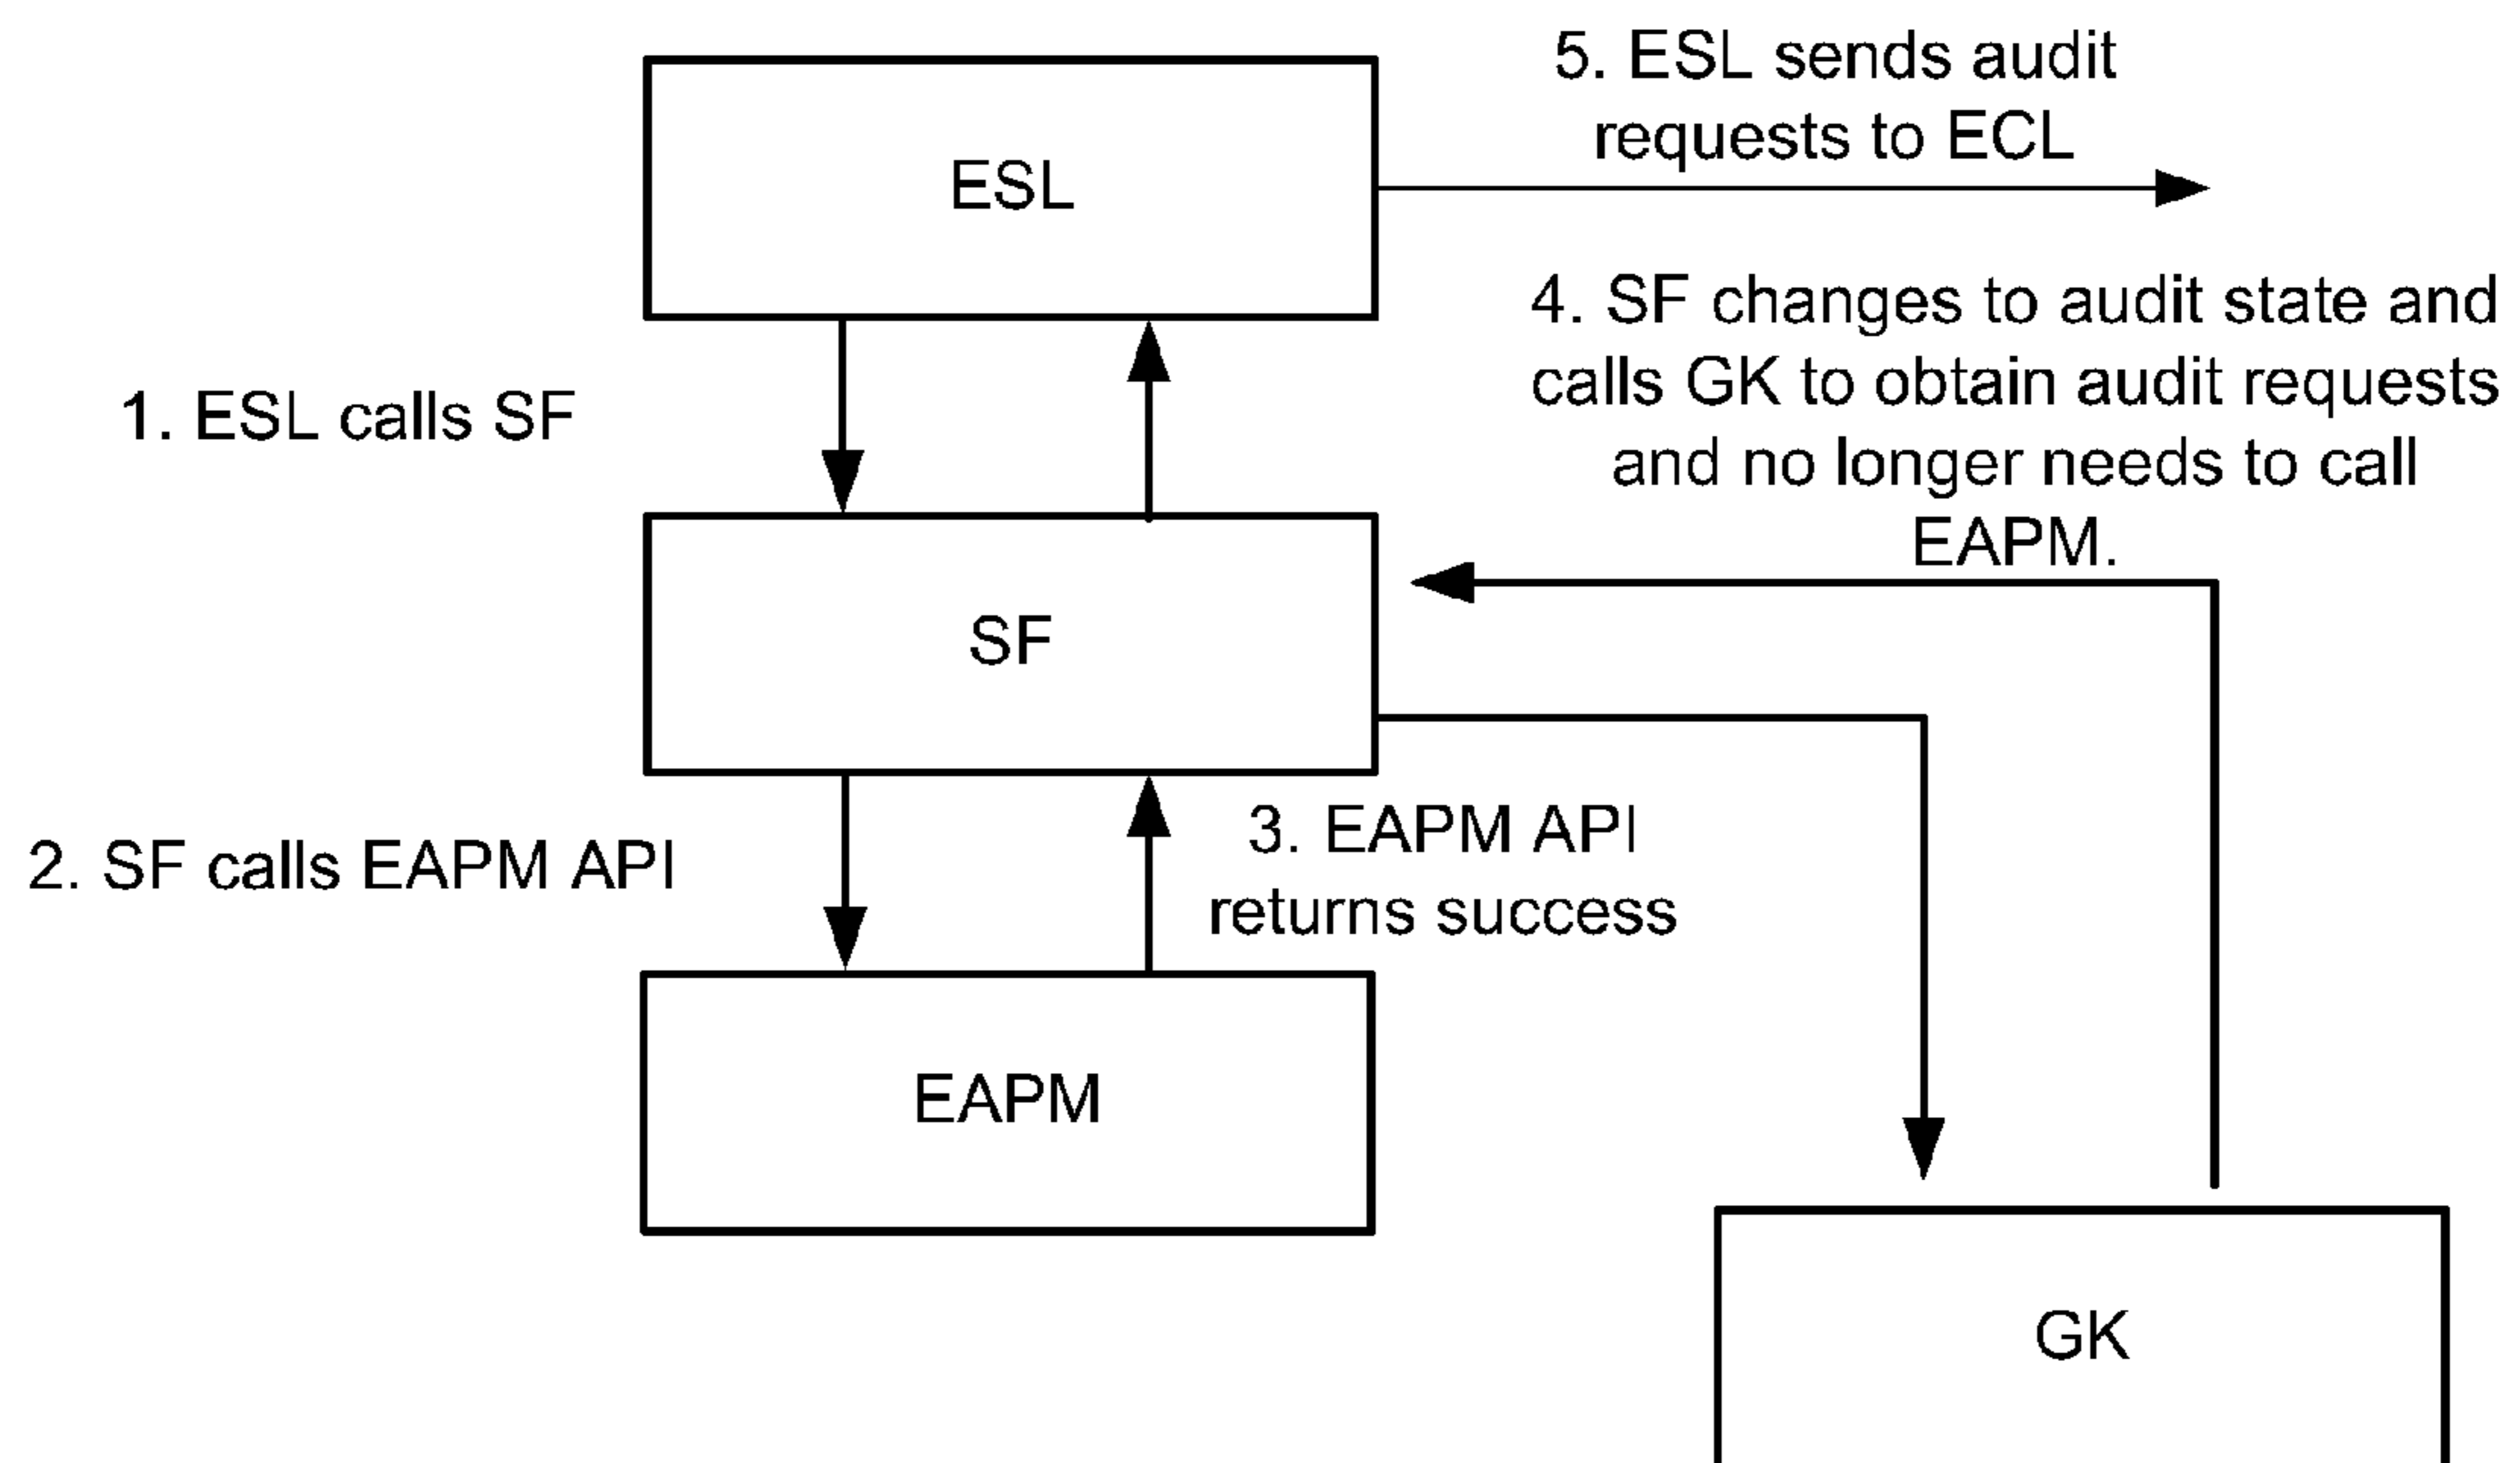 5. ESL sends audit
requests to ECL
ESL
4. SF changes to audit state and
calls GK to obtain audit requests
and no longer needs to call
EAPM.
1. ESL calls SF
SF
3. EAPM API
returns success
2. SF calls EAPM API
EAPM
GK